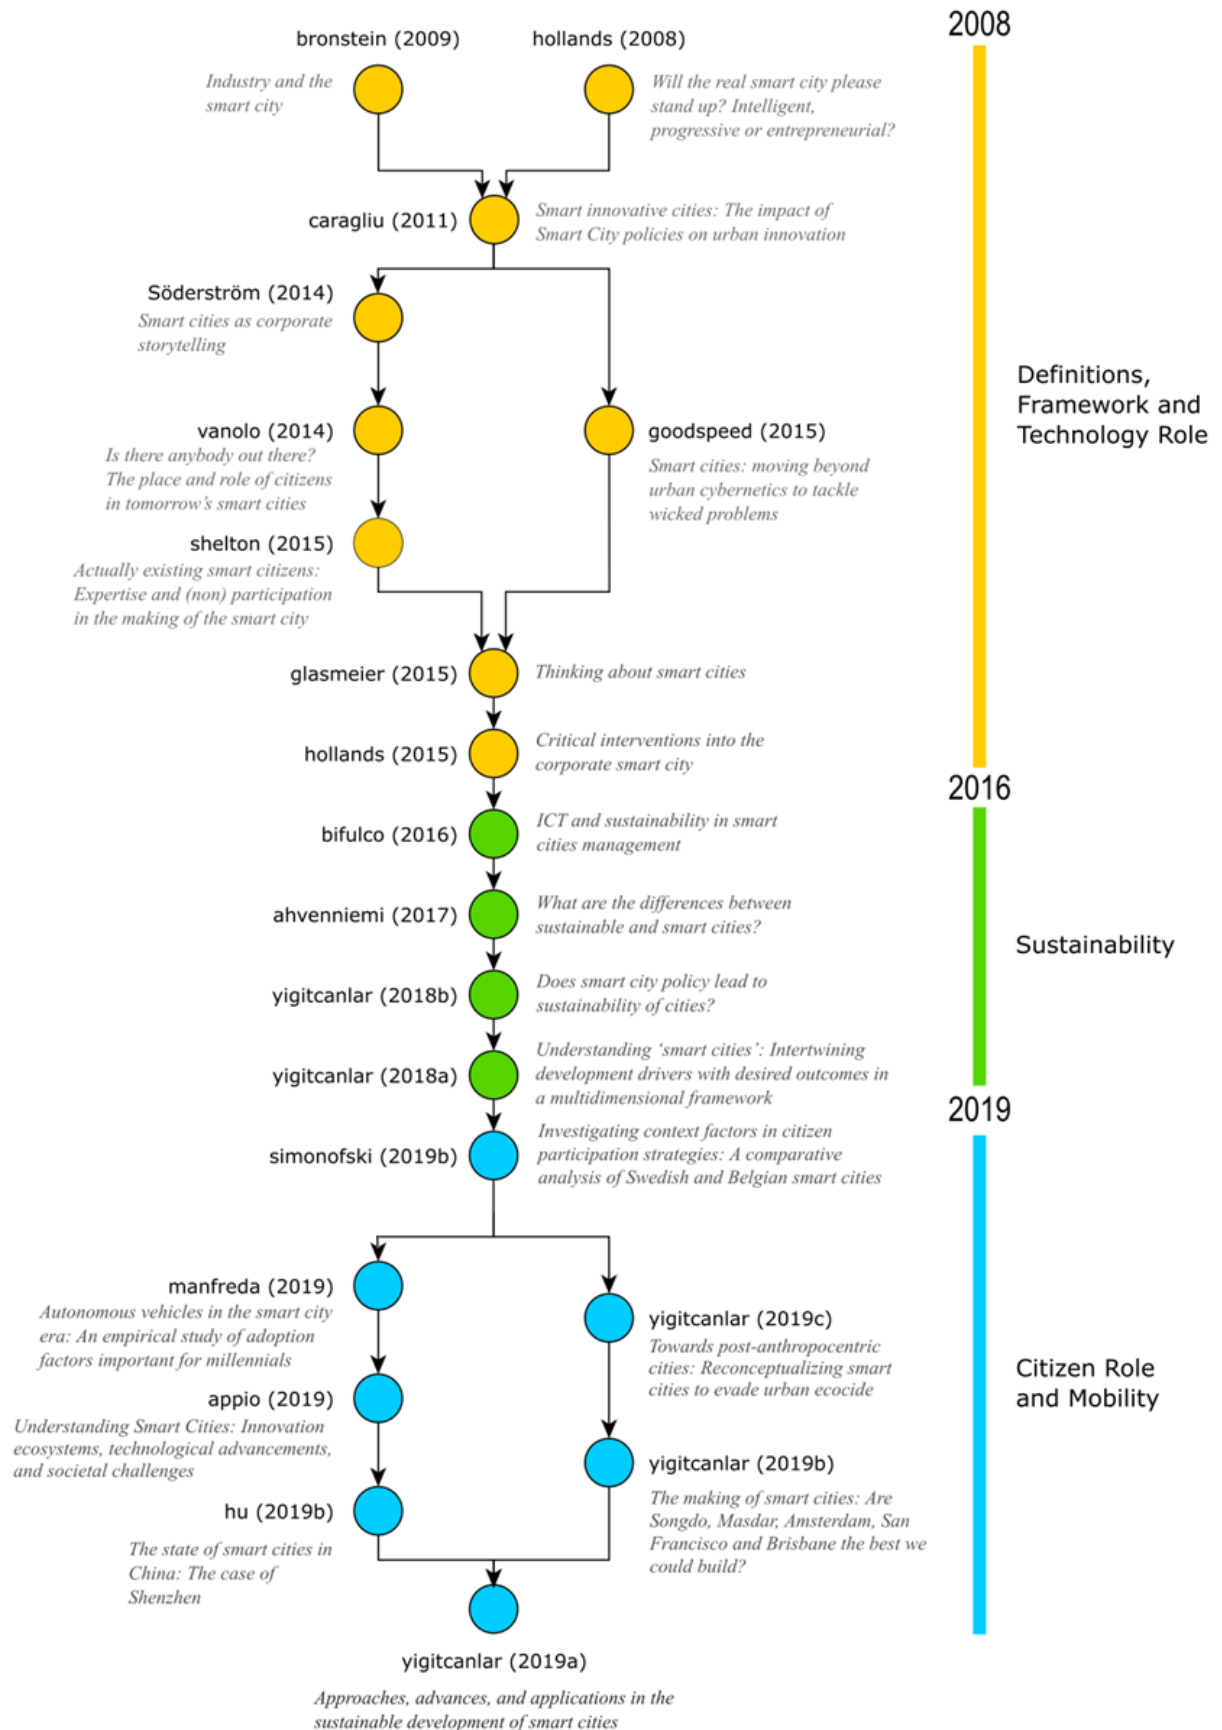 2008
bronstein (2009)
hollands (2008)
Industry and the
smart city
Will the real smart city please
stand up? Intelligent,
progressive or entrepreneurial?
caragliu (2011)
Smart innovative cities: The impact of
Smart City policies on urban innovation
Söderström (2014)
Smart cities as corporate
storytelling
vanolo (2014)
Is there anybody out there?
The place and role of citizens
in tomorrow's smart cities
goodspeed (2015)
Smart cities: moving beyond
urban cybernetics to tackle
wicked problems
Definitions,
Framework and
Technology Role
shelton (2015)
Actually existing smart citizens:
Expertise and (non) participation
in the making of the smart city
glasmeier (2015)
Thinking about smart cities
hollands (2015)
Critical interventions into the
corporate smart city
2016
bifulco (2016)
ICT and sustainability in smart
cities management
ahvenniemi (2017)
What are the differences between
sustainable and smart cities?
Sustainability
yigitcanlar (2018b)
Does smart city policy lead to
sustainability of cities?
yigitcanlar (2018a)
Understanding ‘smart cities’: Intertwining
development drivers with desired outcomes in
a multidimensional framework
2019
simonofski (2019b)
Investigating context factors in citizen
participation strategies: A comparative
analysis of Swedish and Belgian smart cities
manfreda (2019)
Autonomous vehicles in the smart city
era: An empirical study of adoption
factors important for millennials
yigitcanlar (2019c)
Towards post-anthropocentric
cities: Reconceptualizing smart
cities to evade urban ecocide
Citizen Role
and Mobility
appio (2019)
Understanding Smart Cities: Innovation
ecosystems, technological advancements,
and societal challenges
yigitcanlar (2019b)
The making of smart cities: Are
Songdo, Masdar, Amsterdam, San
Francisco and Brisbane the best we
could build?
hu (2019b)
The state of smart cities in
China: The case of
Shenzhen
yigitcanlar (2019a)
Approaches, advances, and applications in the
sustainable development of smart cities